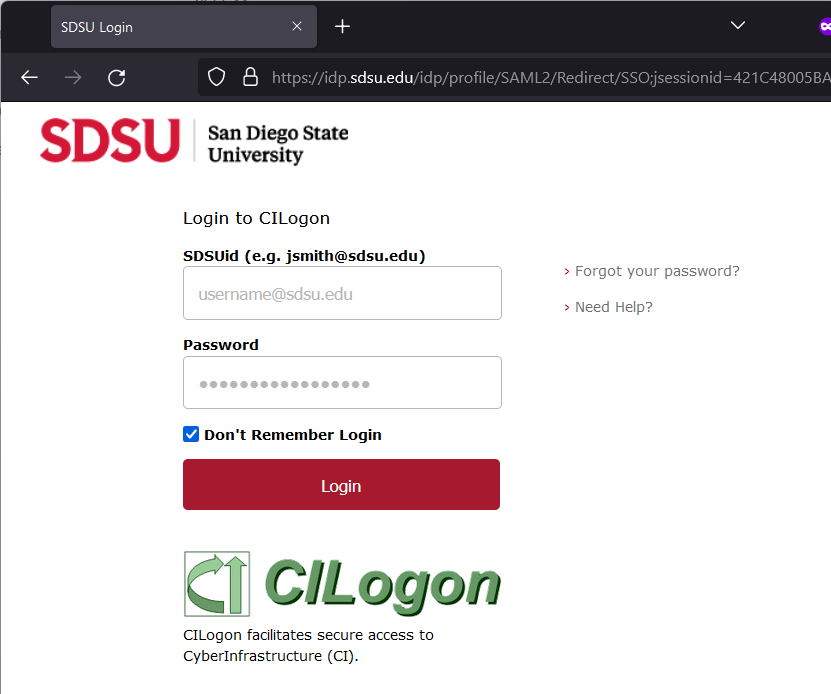 SDSU Login
https://idp.sdsu.edu/idp/profile/SAML2/Redirect/SSO;jsessionid=421C48005BA
SDSU
San Diego State
University
Login to CILogon
SDSUid (e.g. jsmith@sdsu.edu)
username@sdsu.edu
› Forgot your password?
› Need Help?
Password
Don't Remember Login
Login
CILogon
CILogon facilitates secure access to
CyberInfrastructure (CI).